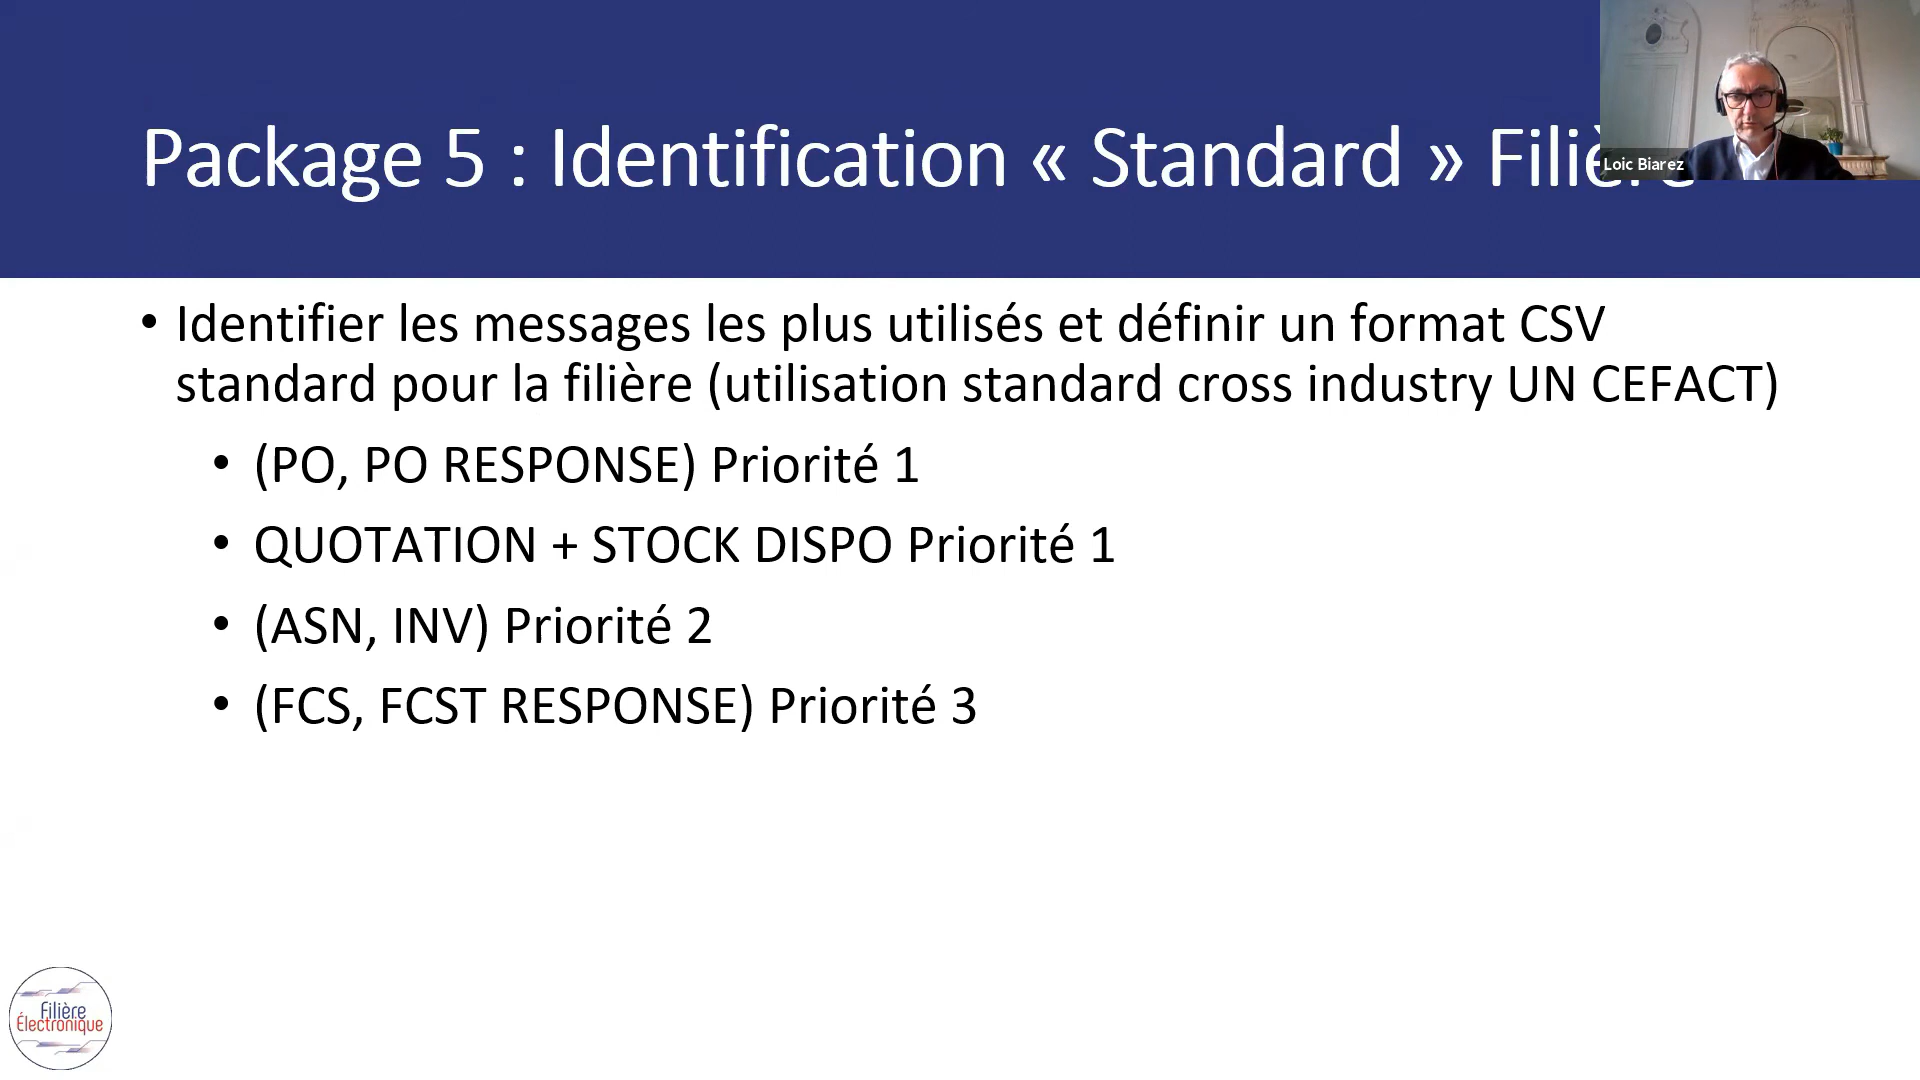 Package 5 : Identification « Standard » Filière
Loic Biarez
• Identifier les messages les plus utilisés et définir un format CSV
standard pour la filière (utilisation standard cross industry UN CEFACT)
• (PO, PO RESPONSE) Priorité 1
• QUOTATION + STOCK DISPO Priorité 1
• (ASN, INV) Priorité 2
• (FCS, FCST RESPONSE) Priorité 3
Filière
Électronique